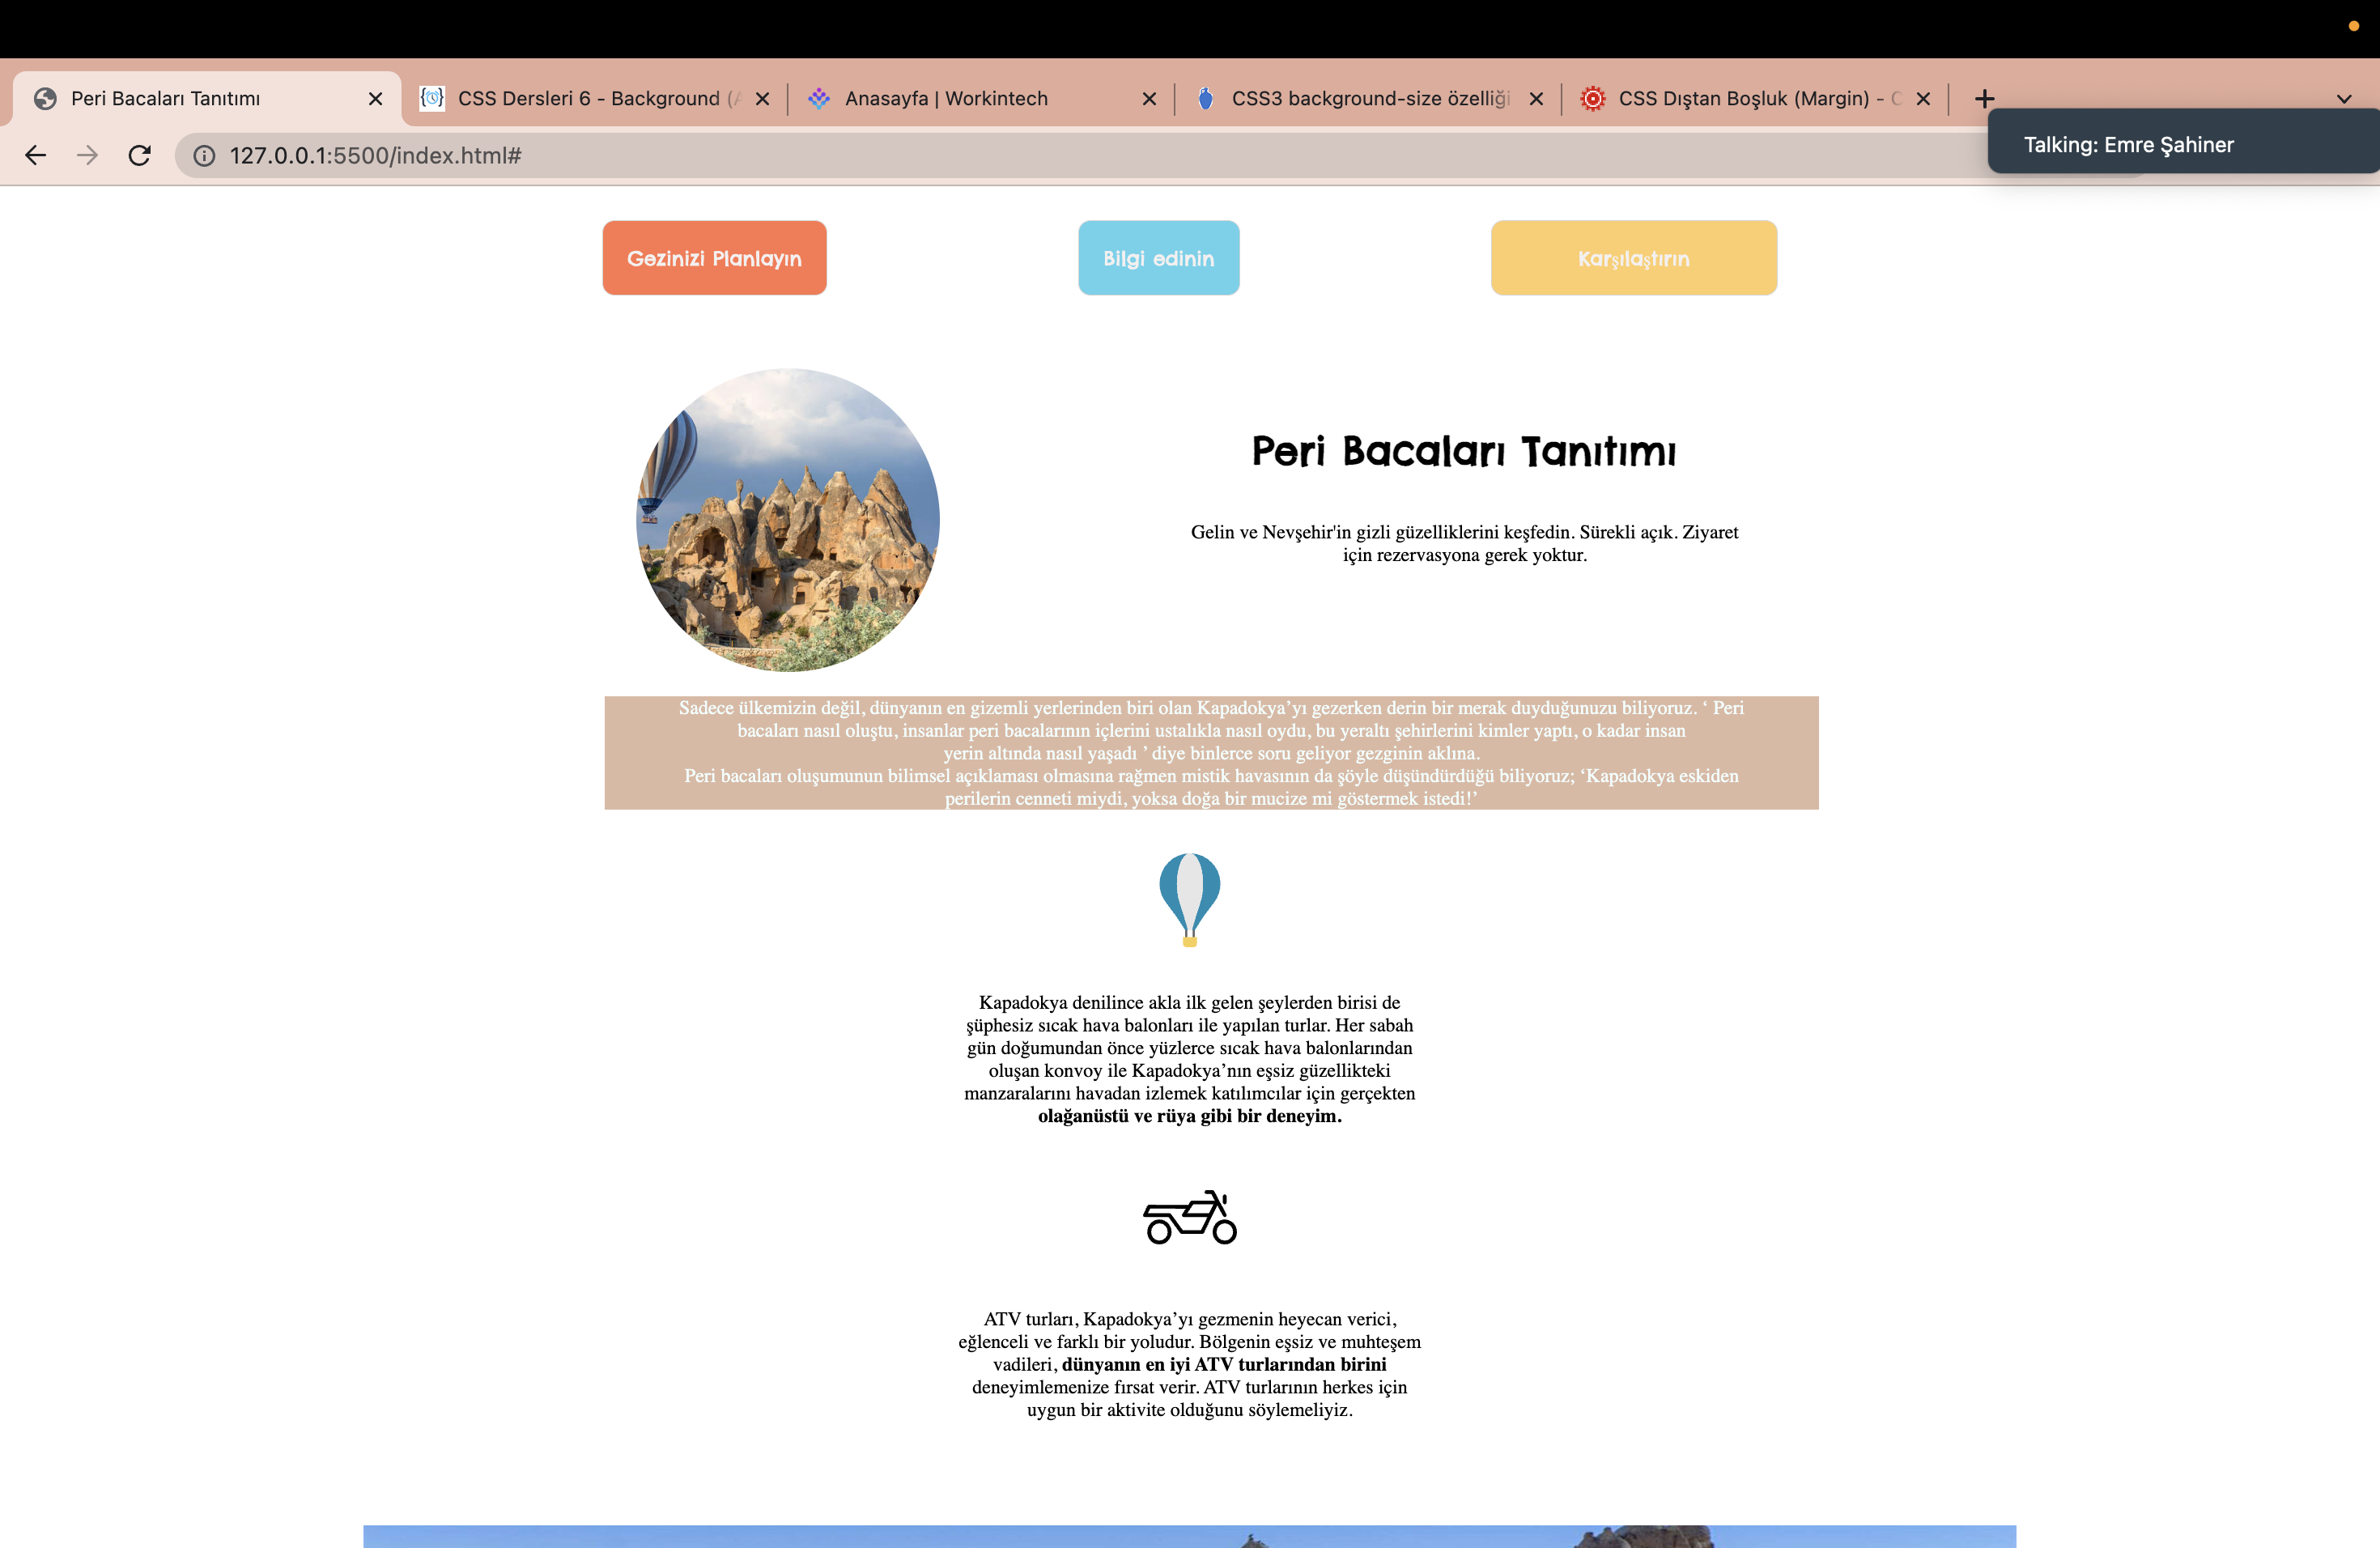 Peri Bacaları Tanıtımı
CSS Dersleri 6 - Background (
Anasayfa | Workintech
CSS3 background-size özelliği
CSS Dıştan Boşluk (Margin) -
127.0.0.1:5500/index.html#
Talking: Emre Şahiner
Gezinizi Planlayın
Bilgi edinin
Karşılaştırın
Peri Bacaları Tanıtımı
Gelin ve Nevşehir'in gizli güzelliklerini keşfedin. Sürekli açık. Ziyaret
için rezervasyona gerek yoktur.
Sadece ülkemizin değil, dünyanın en gizemli yerlerinden biri olan Kapadokya’yı gezerken derin bir merak duyduğunuzu biliyoruz. ‘ Peri
bacaları nasıl oluştu, insanlar peri bacalarının içlerini ustalıkla nasıl oydu, bu yeraltı şehirlerini kimler yaptı, o kadar insan
yerin altında nasıl yaşadı ’ diye binlerce soru geliyor gezginin aklına.
Peri bacaları oluşumunun bilimsel açıklaması olmasına rağmen mistik havasının da şöyle düşündürdüğü biliyoruz; ‘Kapadokya eskiden
perilerin cenneti miydi, yoksa doğa bir mucize mi göstermek istedi!’
Kapadokya denilince akla ilk gelen şeylerden birisi de
şüphesiz sıcak hava balonları ile yapılan turlar. Her sabah
gün doğumundan önce yüzlerce sıcak hava balonlarından
oluşan konvoy ile Kapadokya’nın eşsiz güzellikteki
manzaralarını havadan izlemek katılımcılar için gerçekten
olağanüstü ve rüya gibi bir deneyim.
ATV turları, Kapadokya’yı gezmenin heyecan verici,
eğlenceli ve farklı bir yoludur. Bölgenin eşsiz ve muhteşem
vadileri, dünyanın en iyi ATV turlarından birini
deneyimlemenize fırsat verir. ATV turlarının herkes için
uygun bir aktivite olduğunu söylemeliyiz.